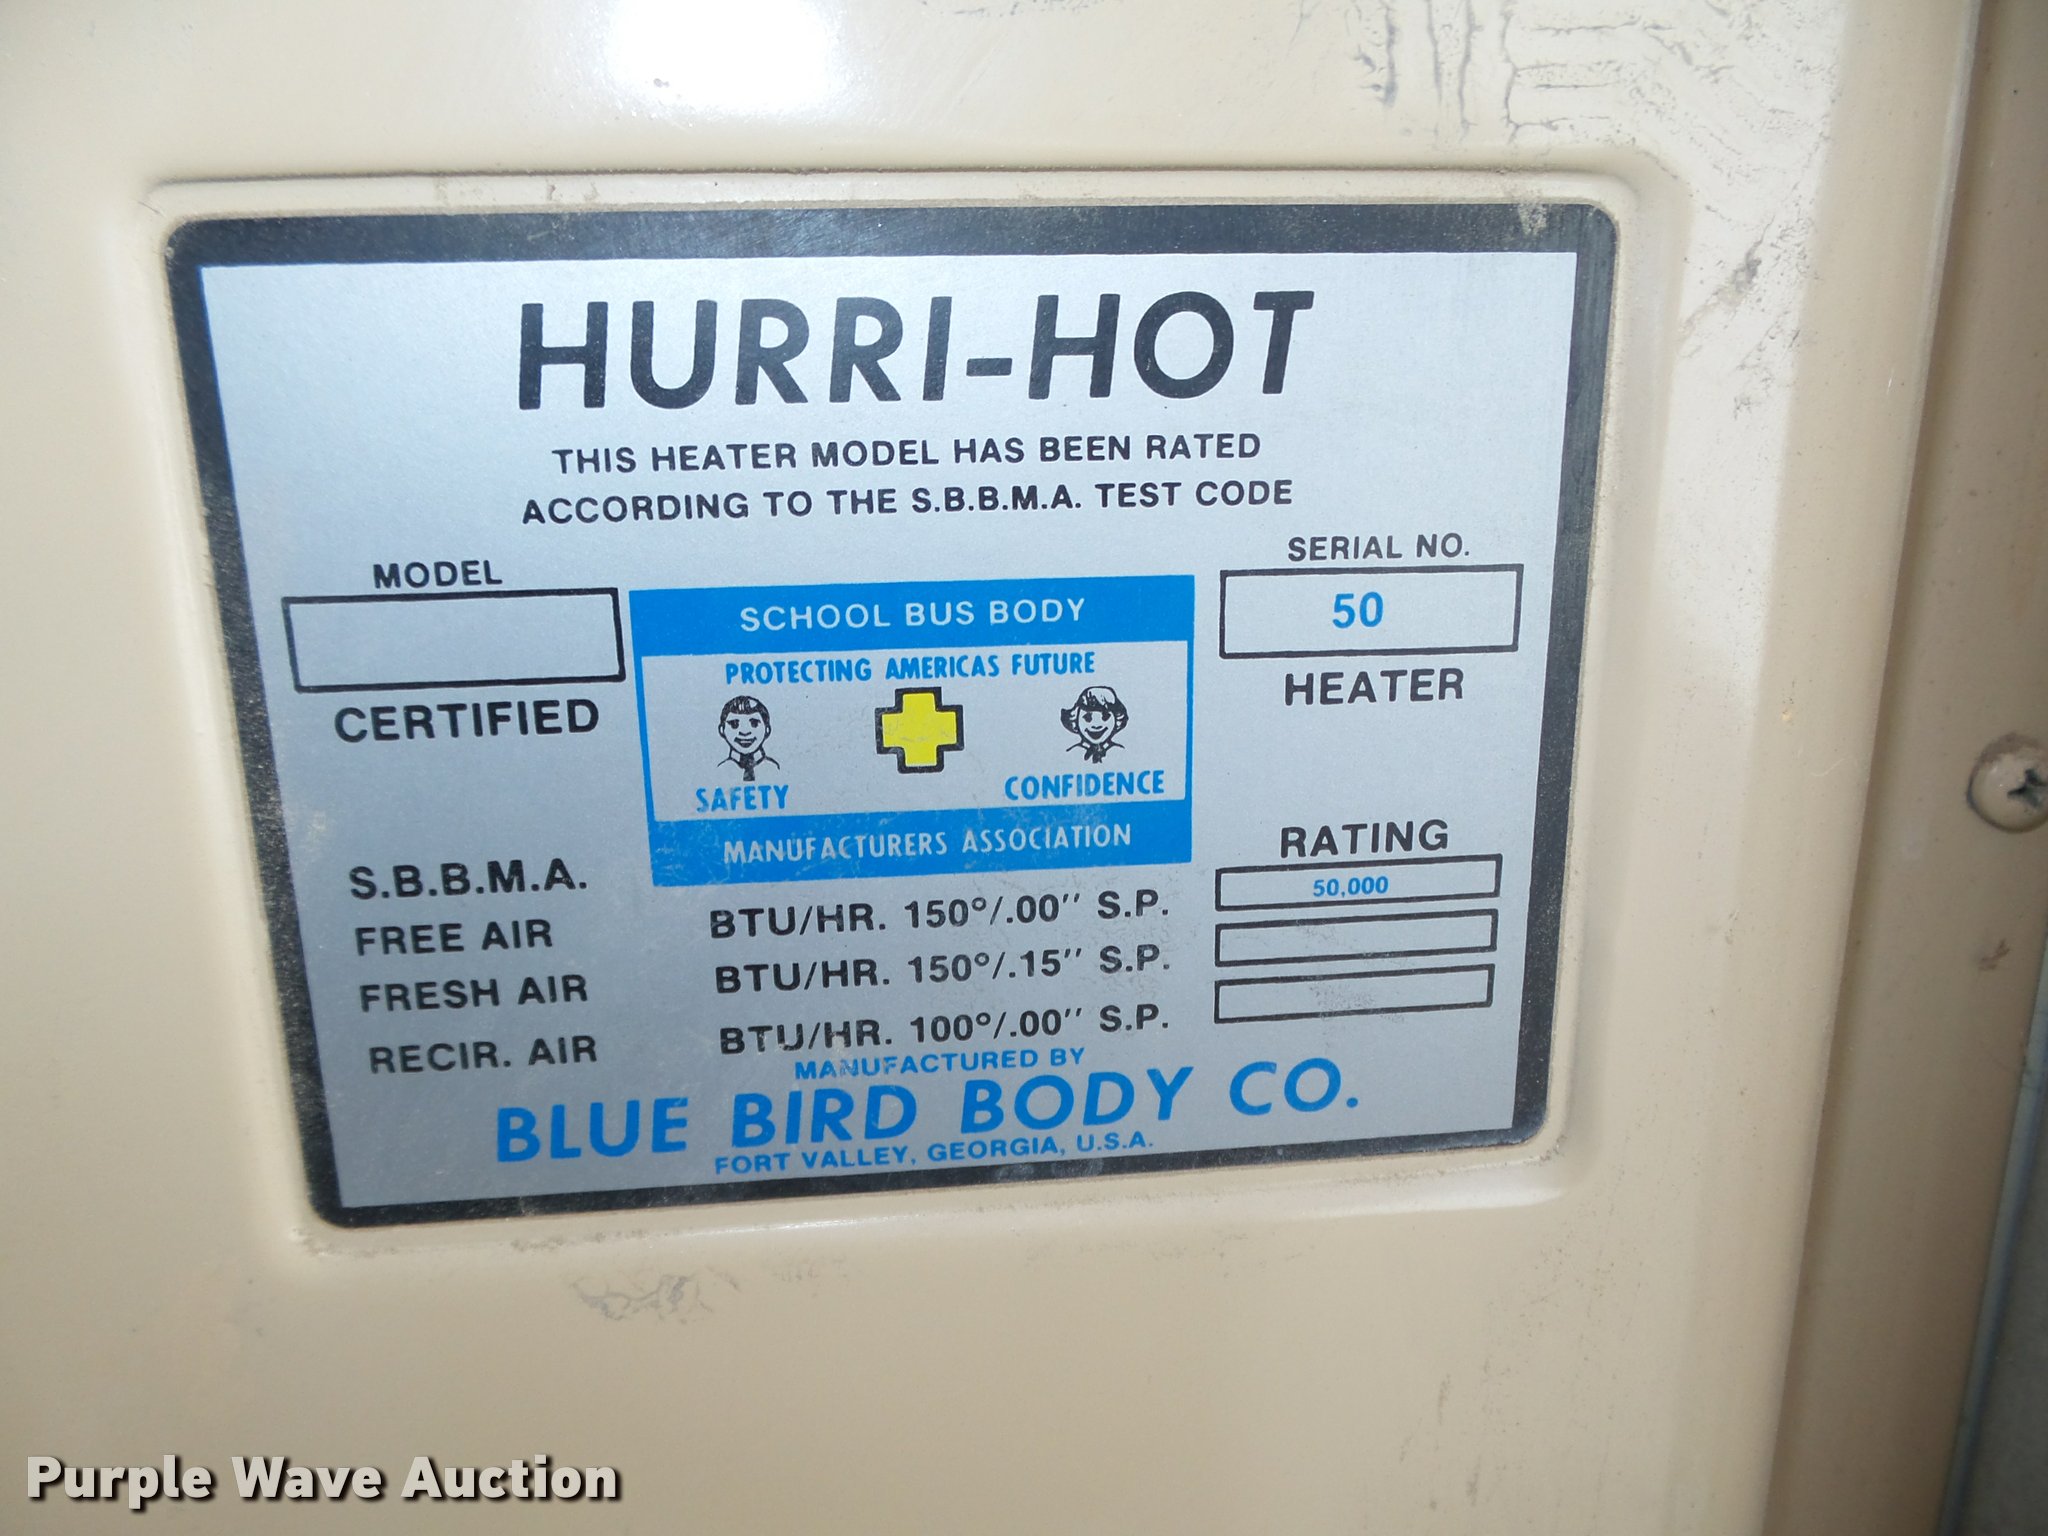 HURRI-HOT
THIS HEATER MODEL HAS BEEN RATED
ACCORDING TO THE S.B.B.M.A. TEST CODE
MODEL
CERTIFIED
SCHOOL BUS BODY
PROTECTING AMERICAS FUTURE
SAFETY
CONFIDENCE
MANUFACTURERS ASSOCIATION
SERIAL NO.
50
HEATER
RATING
50,000
S.B.B.M.A.
FREE AIR BTU/HR. 150°/.00" S.P.
FRESH AIR BTU/HR. 150°/.15" S.P.
RECIR. AIR BTU/HR. 100°/.00" S.P.
MANUFACTURED BY
BLUE BIRD BODY CO.
FORT VALLEY, GEORGIA, U.S.A.
Purple Wave Auction